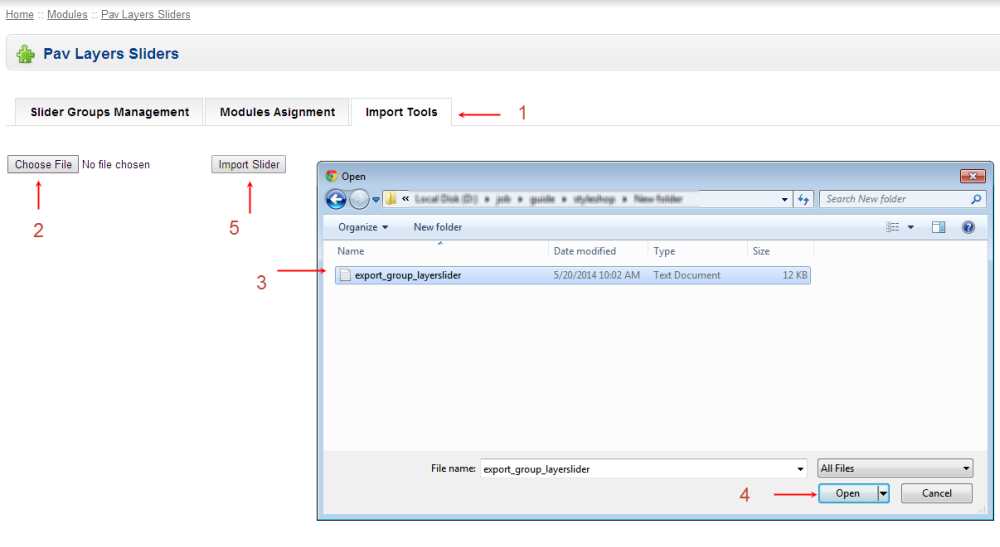 Home :: Modules :: Pav Layers Sliders
Pav Layers Sliders
Slider Groups Management Modules Asignment Import Tools 1
Choose File No file chosen Import Slider
2
5
Open
« Local Disk (D:) job guide styleshop New folder Search New folder
Organize New folder
Name Date modified Type Size
3
export_group_layerslider 5/20/2014 10:02 AM Text Document 12 KB
File name: export_group_layerslider All Files
4
Open Cancel